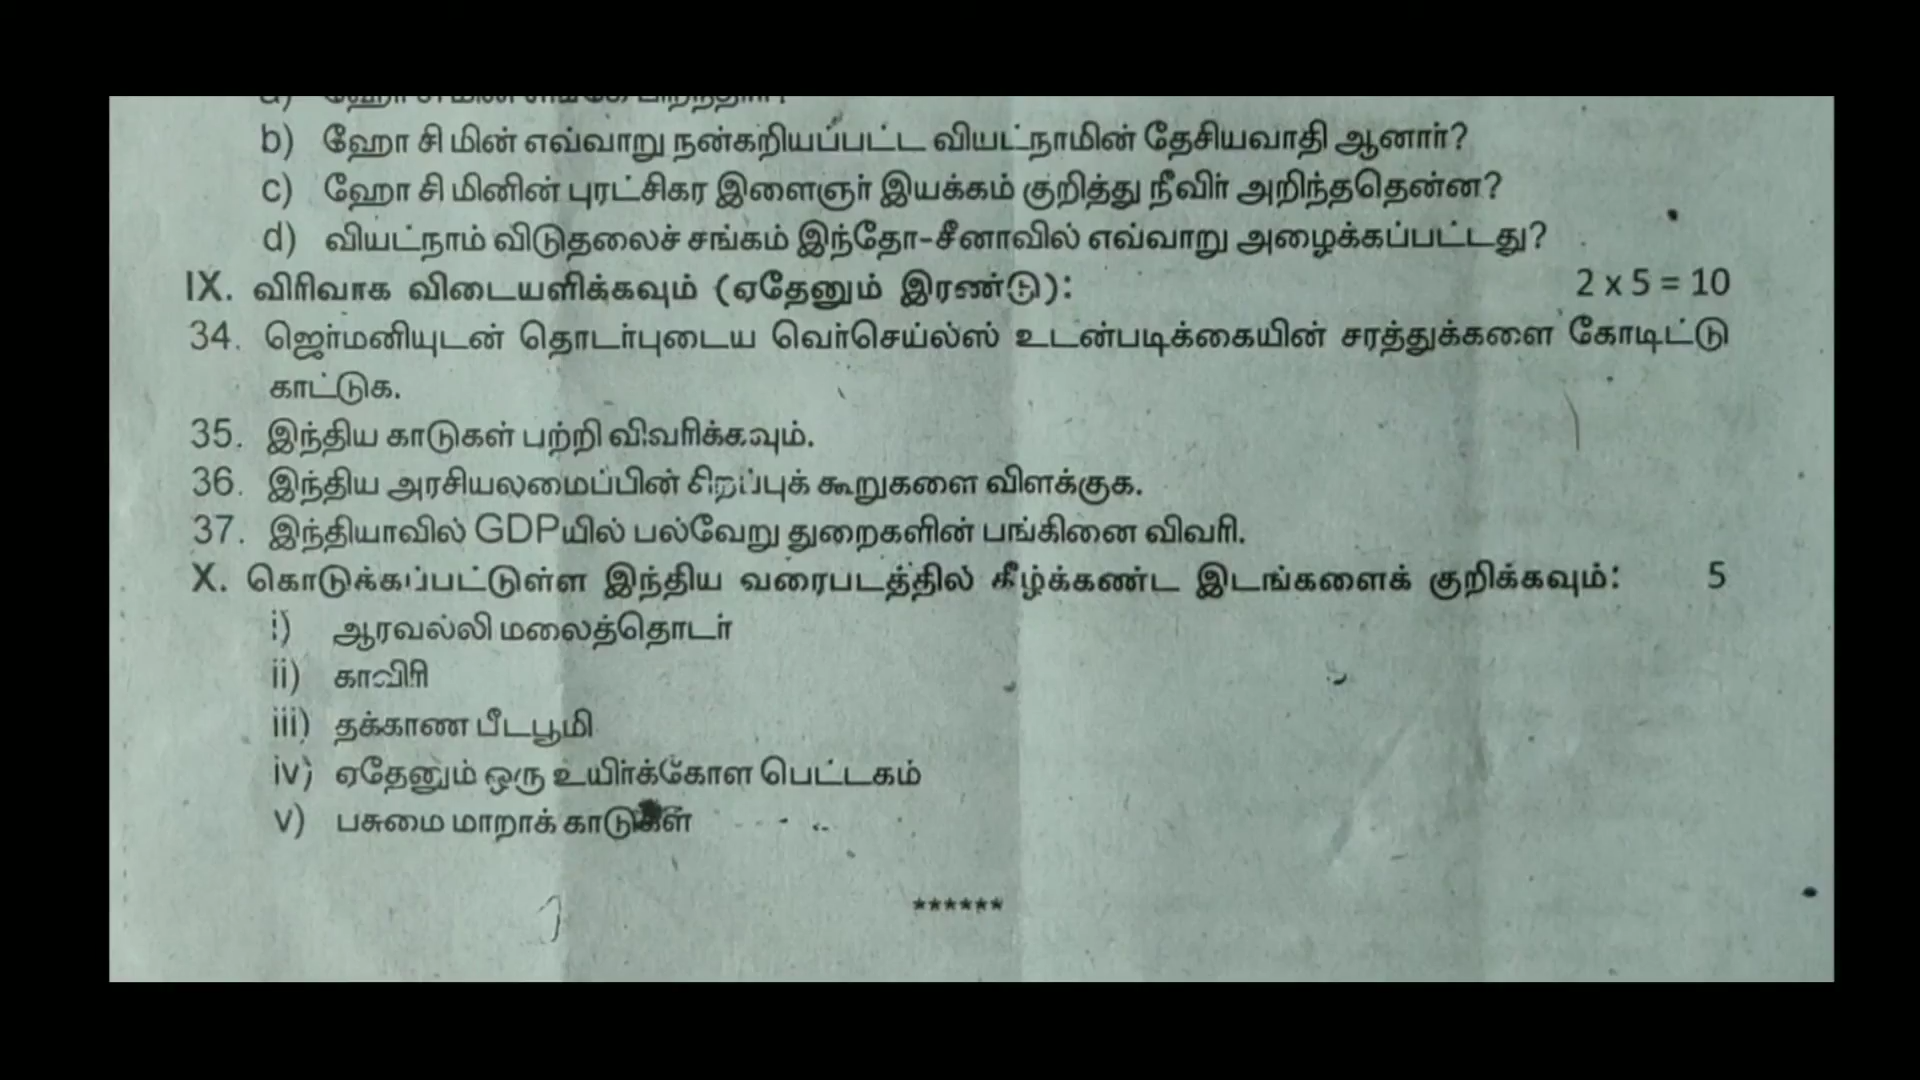 a) ஹோ சி மின் எங்கே பிறந்தார்?
b) ஹோ சி மின் எவ்வாறு நன்கறியப்பட்ட வியட்நாமின் தேசியவாதி ஆனார்?
c) ஹோ சி மினின் புரட்சிகர இளைஞர் இயக்கம் குறித்து நீவிர் அறிந்ததென்ன?
d) வியட்நாம் விடுதலைச் சங்கம் இந்தோ-சீனாவில் எவ்வாறு அழைக்கப்பட்டது?
IX. விரிவாக விடையளிக்கவும் (ஏதேனும் இரண்டு): 2 x 5 = 10
34. ஜெர்மனியுடன் தொடர்புடைய வெர்செய்ல்ஸ் உடன்படிக்கையின் சரத்துக்களை கோடிட்டு
காட்டுக.
35. இந்திய காடுகள் பற்றி விவரிக்கவும்.
36. இந்திய அரசியலமைப்பின் சிறப்புக் கூறுகளை விளக்குக.
37. இந்தியாவில் GDPயில் பல்வேறு துறைகளின் பங்கினை விவரி.
X. கொடுக்கப்பட்டுள்ள இந்திய வரைபடத்தில் கீழ்க்கண்ட இடங்களைக் குறிக்கவும்: 5
i) ஆரவல்லி மலைத்தொடர்
ii) காவிரி
iii) தக்காண பீடபூமி
iv) ஏதேனும் ஒரு உயிர்க்கோள பெட்டகம்
v) பசுமை மாறாக் காடுகள்
******